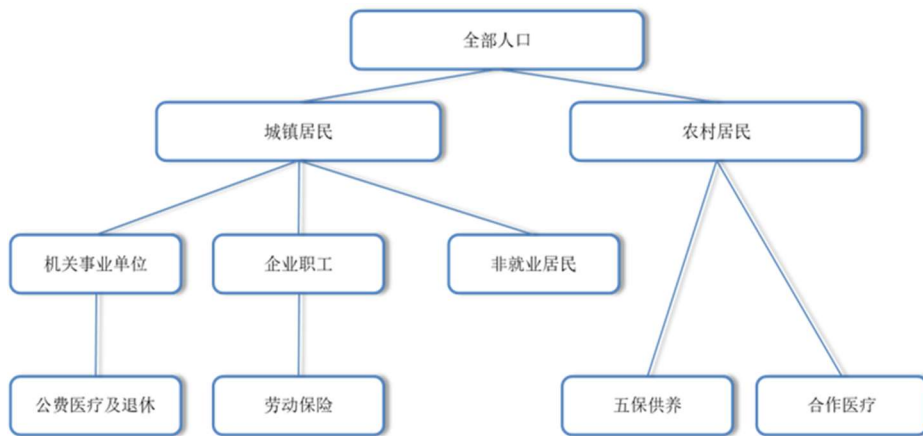 全部人口
城镇居民
农村居民
机关事业单位
企业职工
非就业居民
公费医疗及退休
劳动保险
五保供养
合作医疗